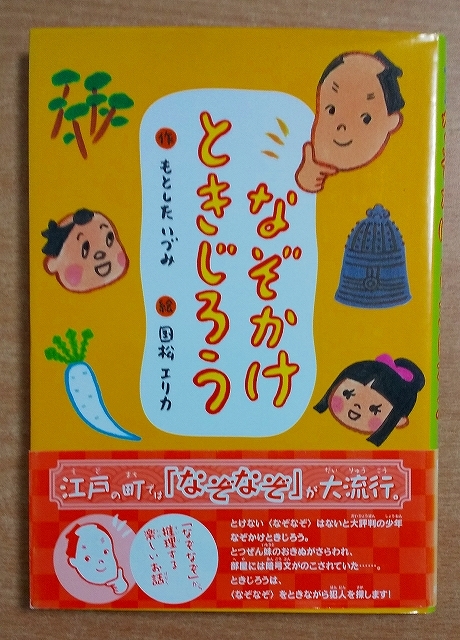 なぞかけ
ときじろう
作 もとした いづみ
絵 国松 エリカ
江戸の町では「なぞなぞ」が大流行。
「なぞなぞ」で、
推理する
楽しいお話
とけない〈なぞなぞ〉はないと大評判の少年
なぞかけときじろう。
とつぜん妹のおきぬがさらわれ、
部屋には暗号文がのこされていた……。
ときじろうは、
〈なぞなぞ〉をときながら犯人を探します!